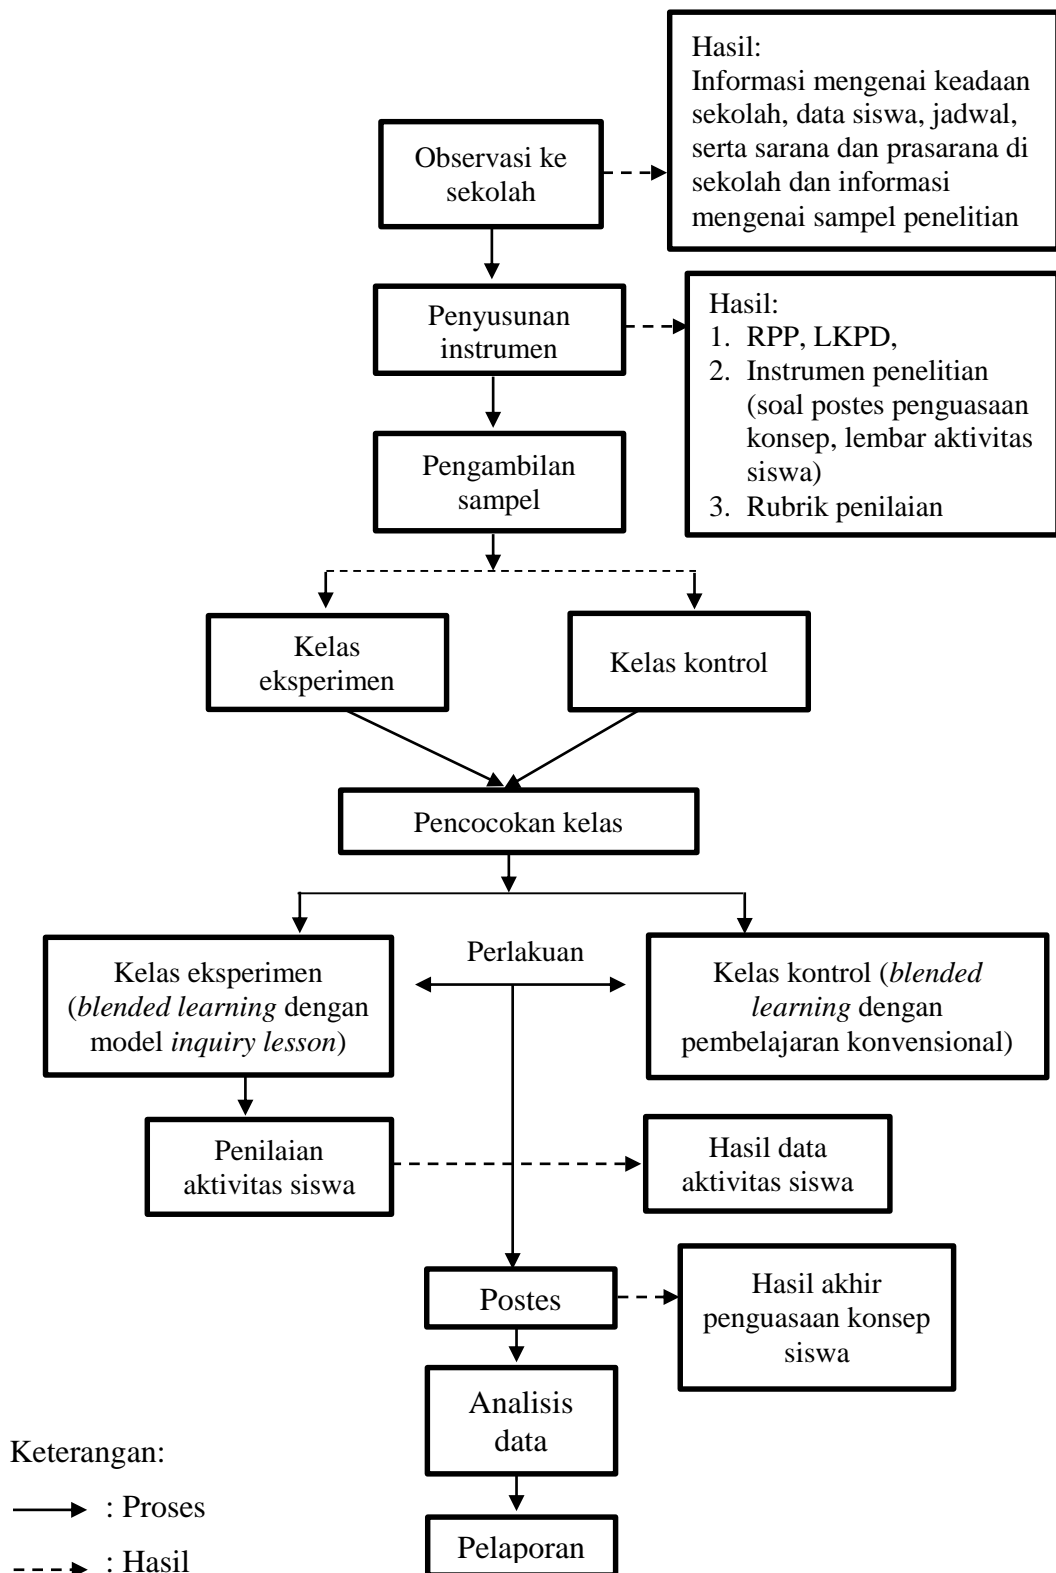 Hasil:
Informasi mengenai keadaan
sekolah, data siswa, jadwal,
serta sarana dan prasarana di
sekolah dan informasi
mengenai sampel penelitian
Observasi ke
sekolah
Penyusunan
instrumen
Hasil:
1. RPP, LKPD,
2. Instrumen penelitian
(soal postes penguasaan
konsep, lembar aktivitas
siswa)
3. Rubrik penilaian
Pengambilan
sampel
Kelas
eksperimen
Kelas kontrol
Pencocokan kelas
Kelas eksperimen
(blended learning dengan
model inquiry lesson)
Perlakuan
Kelas kontrol (blended
learning dengan
pembelajaran konvensional)
Penilaian
aktivitas siswa
Hasil data
aktivitas siswa
Postes
Hasil akhir
penguasaan konsep
siswa
Analisis
data
Pelaporan
Keterangan:
: Proses
: Hasil